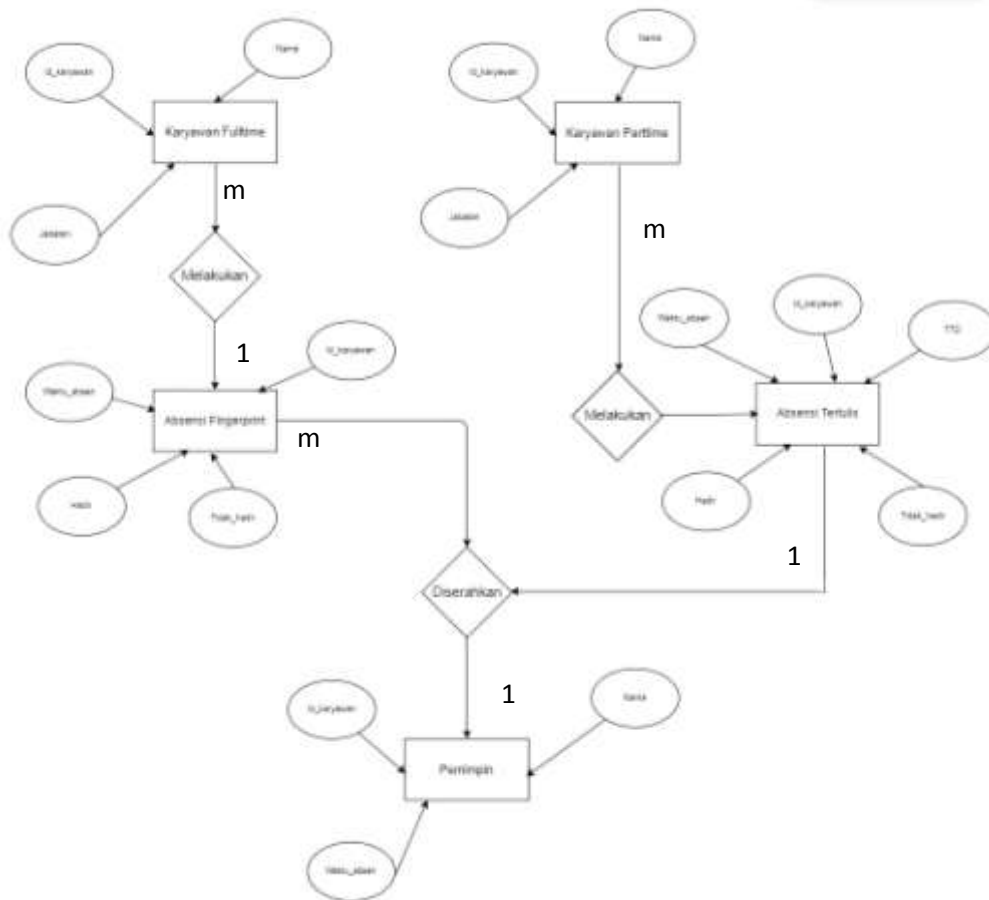 Nama
Id_karyawan
Karyawan Fulltime
Jabatan
m
Melakukan
1
Id_karyawan
Waktu_absen
Absensi Fingerprint
m
Hadir
Tidak_hadir
Nama
Id_karyawan
Karyawan Parttime
Jabatan
m
Melakukan
Waktu_absen
Id_karyawan
TTD
Absensi Tertulis
Hadir
Tidak_hadir
1
Diserahkan
1
Id_karyawan
Nama
Pemimpin
Waktu_absen